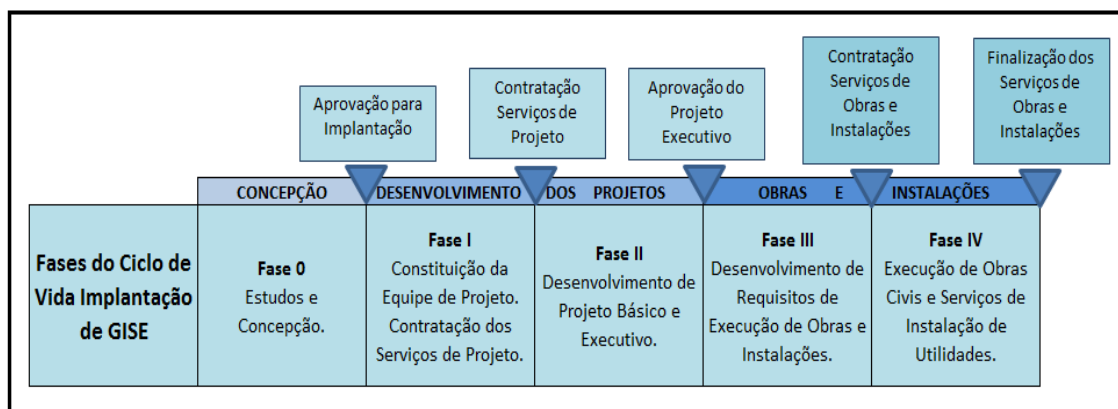 Aprovação para
Implantação
Contratação
Serviços de
Projeto
Aprovação do
Projeto
Executivo
Contratação
Serviços de
Obras e
Instalações
Finalização dos
Serviços de
Obras e
Instalações
CONCEPÇÃO
DESENVOLVIMENTO DOS PROJETOS
OBRAS E INSTALAÇÕES
Fases do Ciclo de
Vida Implantação
de GISE
Fase 0
Estudos e
Concepção.
Fase I
Constituição da
Equipe de Projeto.
Contratação dos
Serviços de Projeto.
Fase II
Desenvolvimento de
Projeto Básico e
Executivo.
Fase III
Desenvolvimento de
Requisitos de
Execução de Obras e
Instalações.
Fase IV
Execução de Obras
Civis e Serviços de
Instalação de
Utilidades.